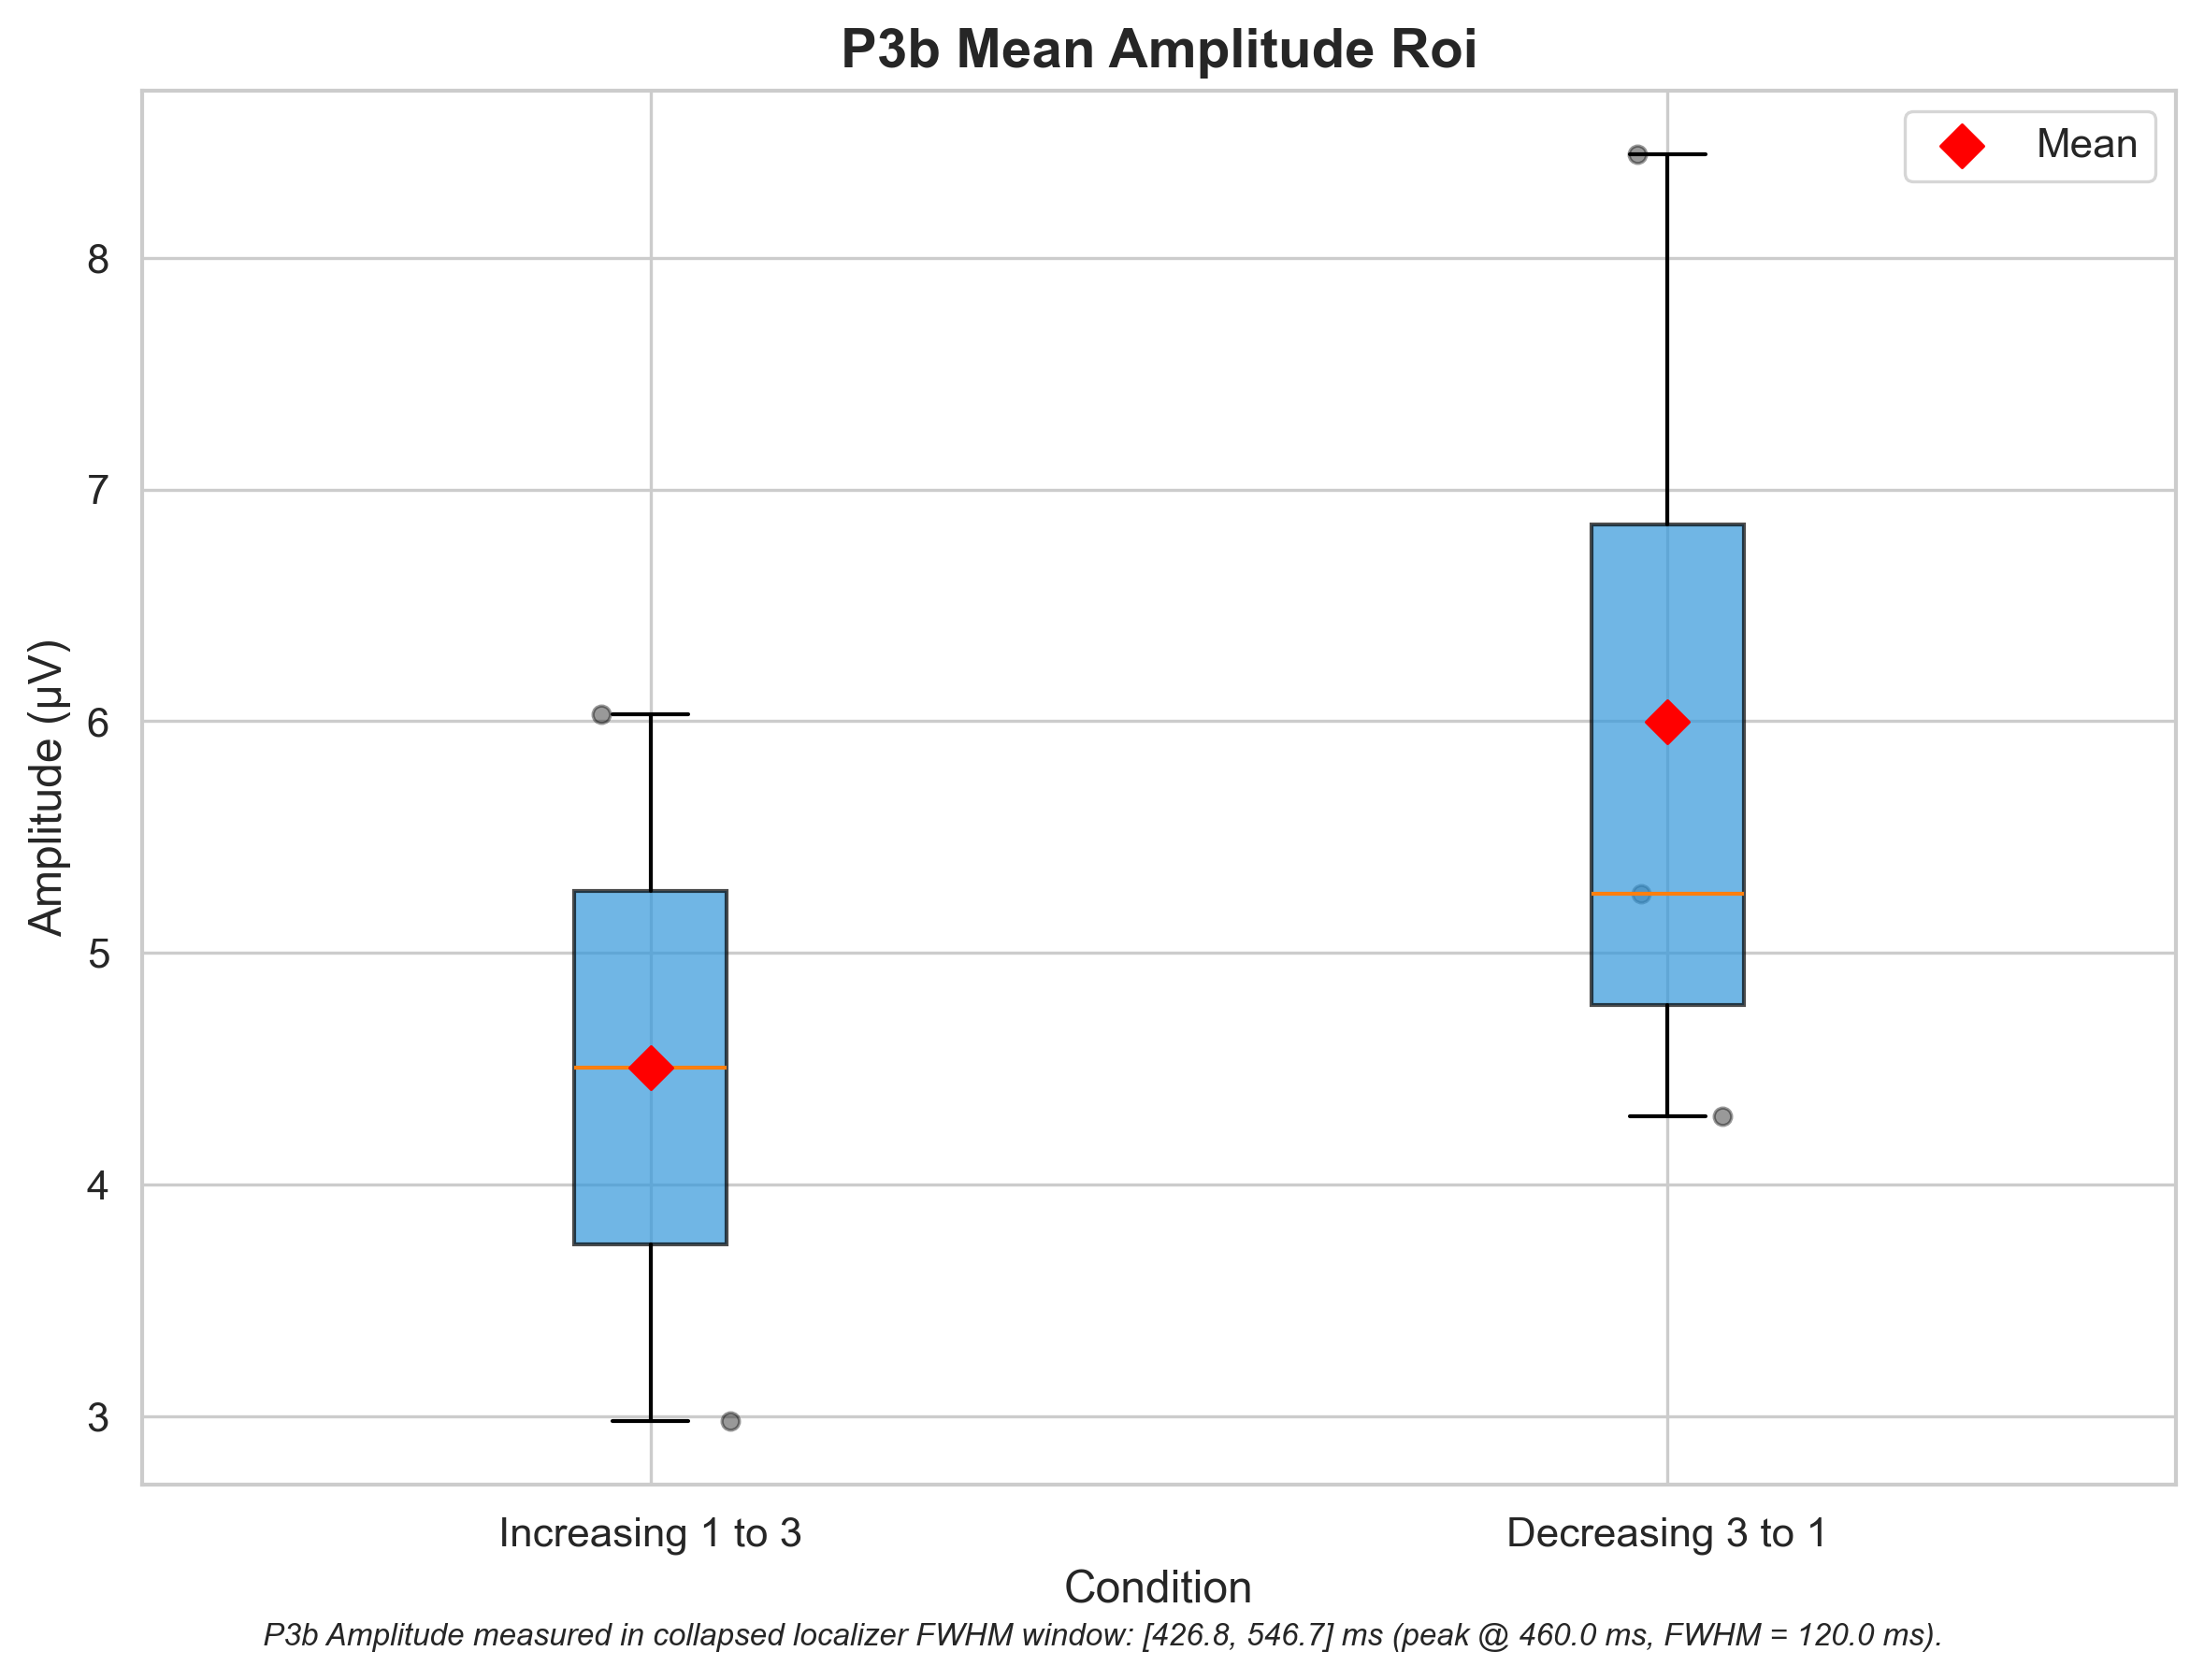 P3b Mean Amplitude Roi
Mean
8
7
6
5
4
3
Amplitude (µV)
Increasing 1 to 3
Decreasing 3 to 1
Condition
P3b Amplitude measured in collapsed localizer FWHM window: [426.8, 546.7] ms (peak @ 460.0 ms, FWHM = 120.0 ms).